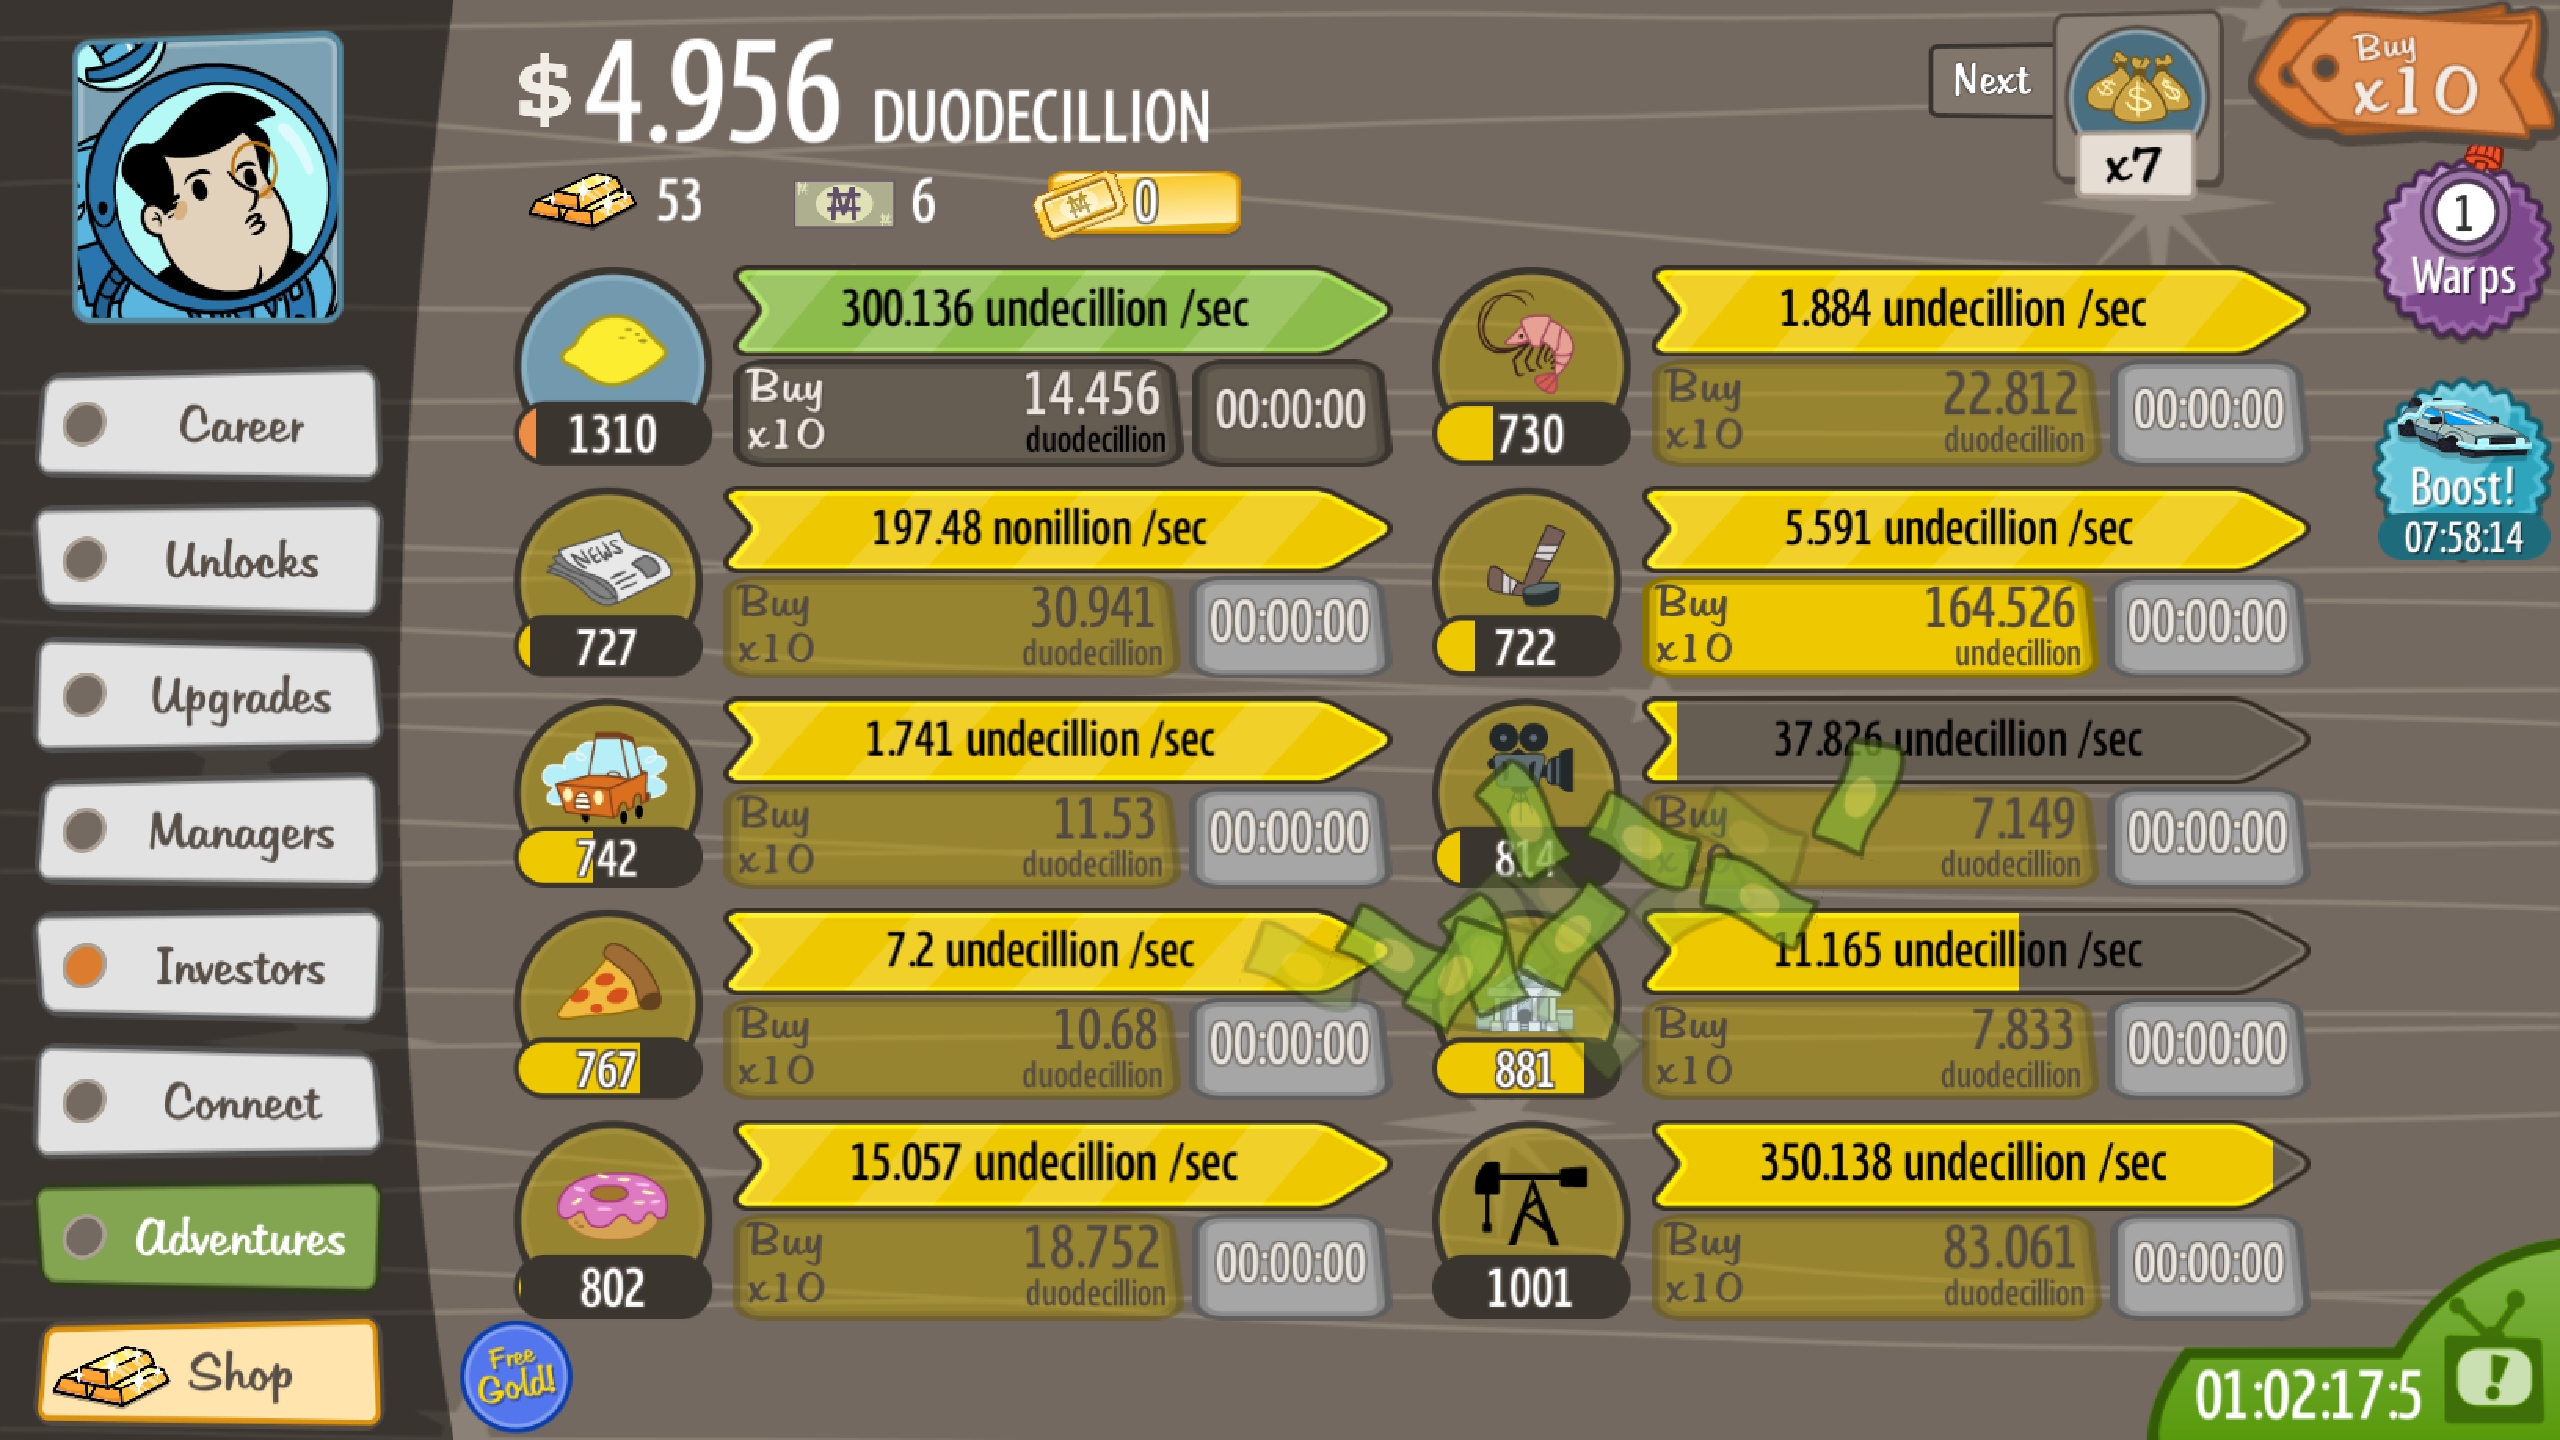 $4.956 DUODECILLION
53
6
0
Next
x7
Buy
x10
1
Warps
Boost!
07:58:14
Career
Unlocks
Upgrades
Managers
Investors
Connect
Adventures
Shop
300.136 undecillion /sec
1310
Buy
x10
14.456
duodecillion
00:00:00
1.884 undecillion /sec
730
Buy
x10
22.812
duodecillion
00:00:00
NEWS
197.48 nonillion /sec
727
Buy
x10
30.941
duodecillion
00:00:00
5.591 undecillion /sec
722
Buy
x10
164.526
undecillion
00:00:00
1.741 undecillion /sec
742
Buy
x10
11.53
duodecillion
00:00:00
37.826 undecillion /sec
814
Buy
x10
7.149
duodecillion
00:00:00
7.2 undecillion /sec
767
Buy
x10
10.68
duodecillion
00:00:00
11.165 undecillion /sec
881
Buy
x10
7.833
duodecillion
00:00:00
15.057 undecillion /sec
802
Buy
x10
18.752
duodecillion
00:00:00
350.138 undecillion /sec
1001
Buy
x10
83.061
duodecillion
00:00:00
Free
Gold!
01:02:17:5